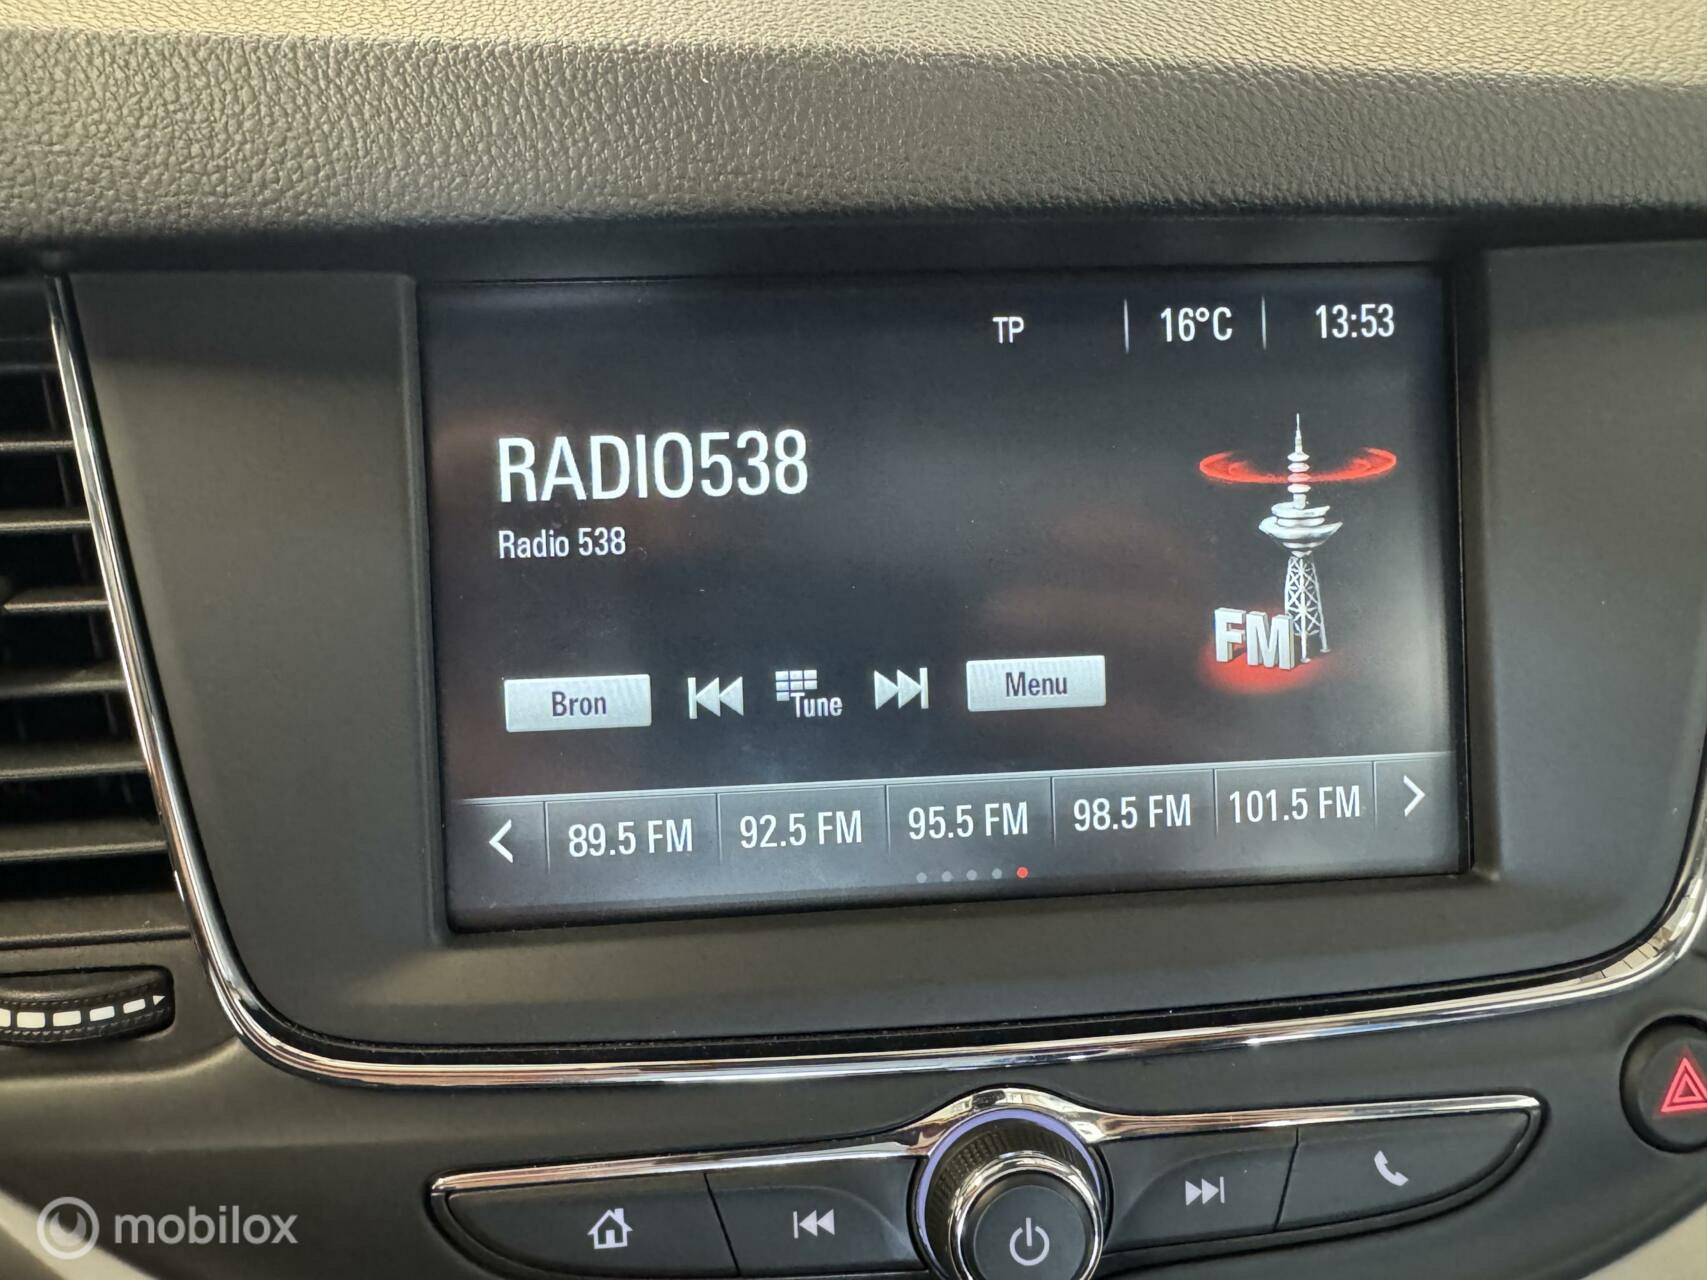 TP 16°C 13:53
RADIO538
Radio 538
FM
Bron Tune Menu
89.5 FM 92.5 FM 95.5 FM 98.5 FM 101.5 FM
mobilox